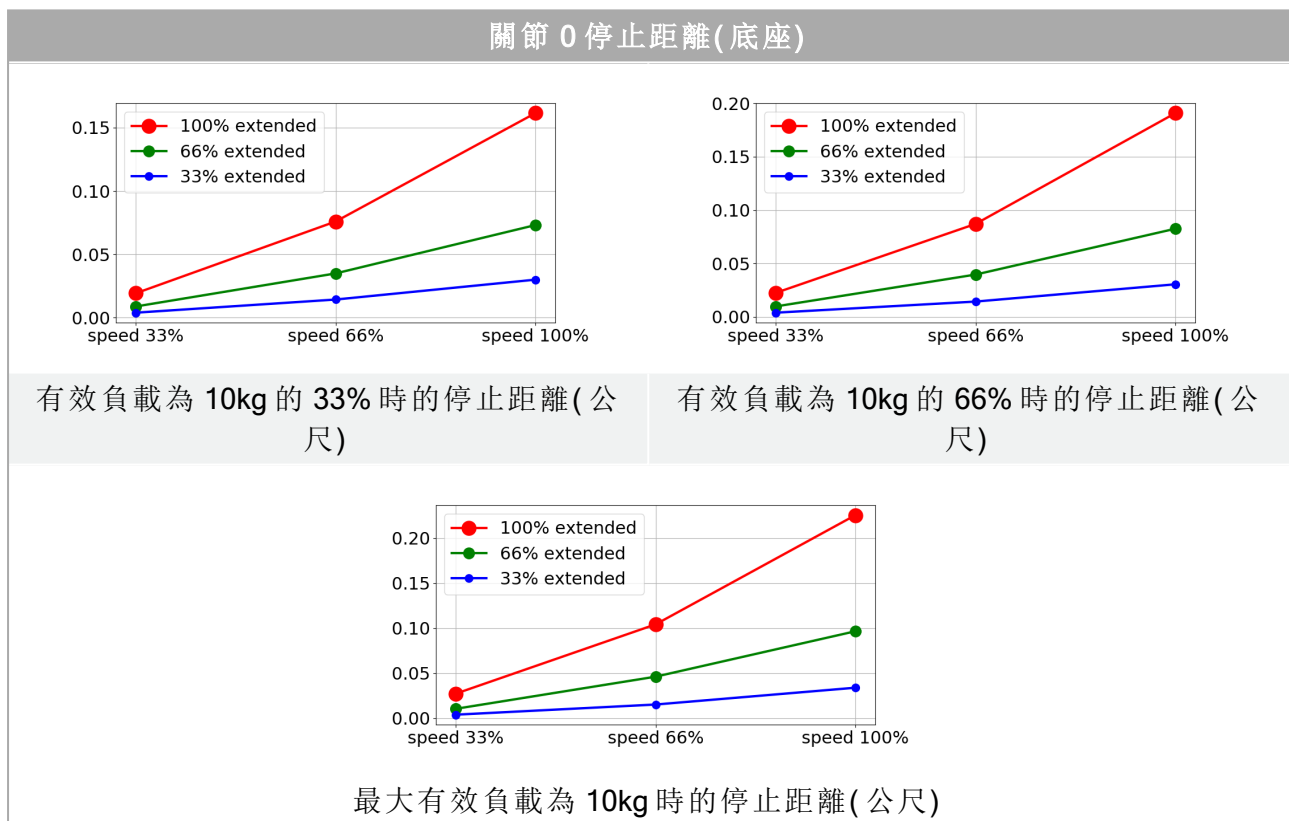 關節 0 停止距離(底座)
100% extended
66% extended
33% extended
0.15
0.10
0.05
0.00
speed 33% speed 66% speed 100%
100% extended
66% extended
33% extended
0.20
0.15
0.10
0.05
0.00
speed 33% speed 66% speed 100%
有效負載為 10kg 的 33% 時的停止距離(公
尺)
有效負載為 10kg 的 66% 時的停止距離(公
尺)
100% extended
66% extended
33% extended
0.20
0.15
0.10
0.05
0.00
speed 33% speed 66% speed 100%
最大有效負載為 10kg 時的停止距離(公尺)